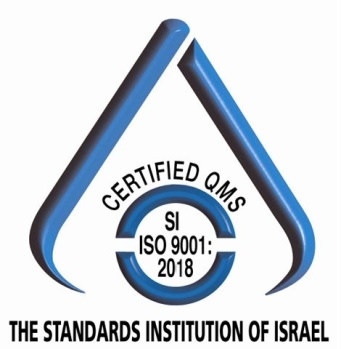 CERTIFIED QMS
SI
ISO 9001:
2018
THE STANDARDS INSTITUTION OF ISRAEL